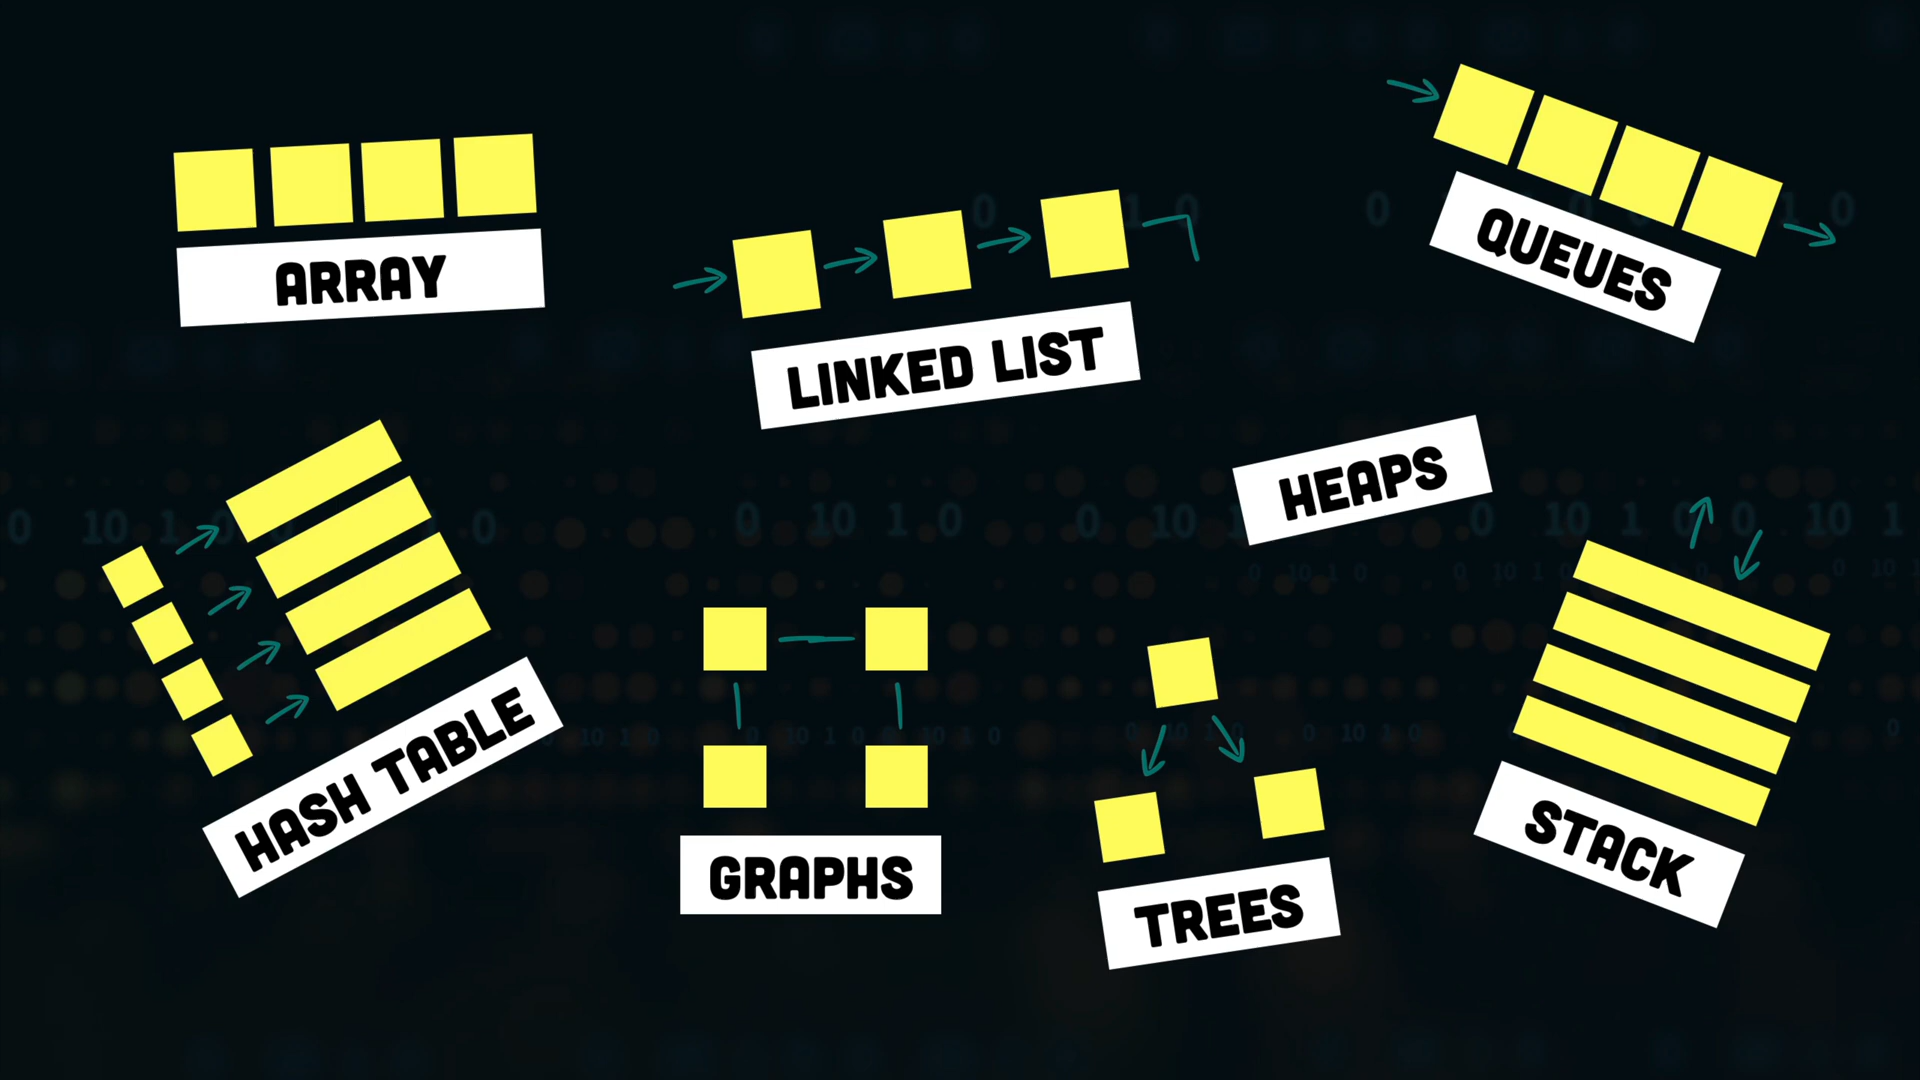 ARRAY
LINKED LIST
QUEUES
HEAPS
HASH TABLE
GRAPHS
TREES
STACK